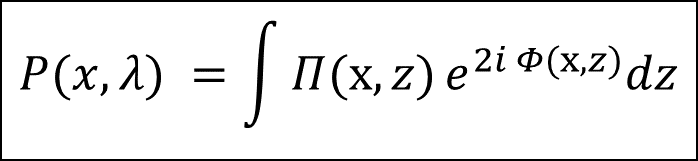 P(x, λ) = ∫ Π(x, z) e^{2i Φ(x,z)} dz